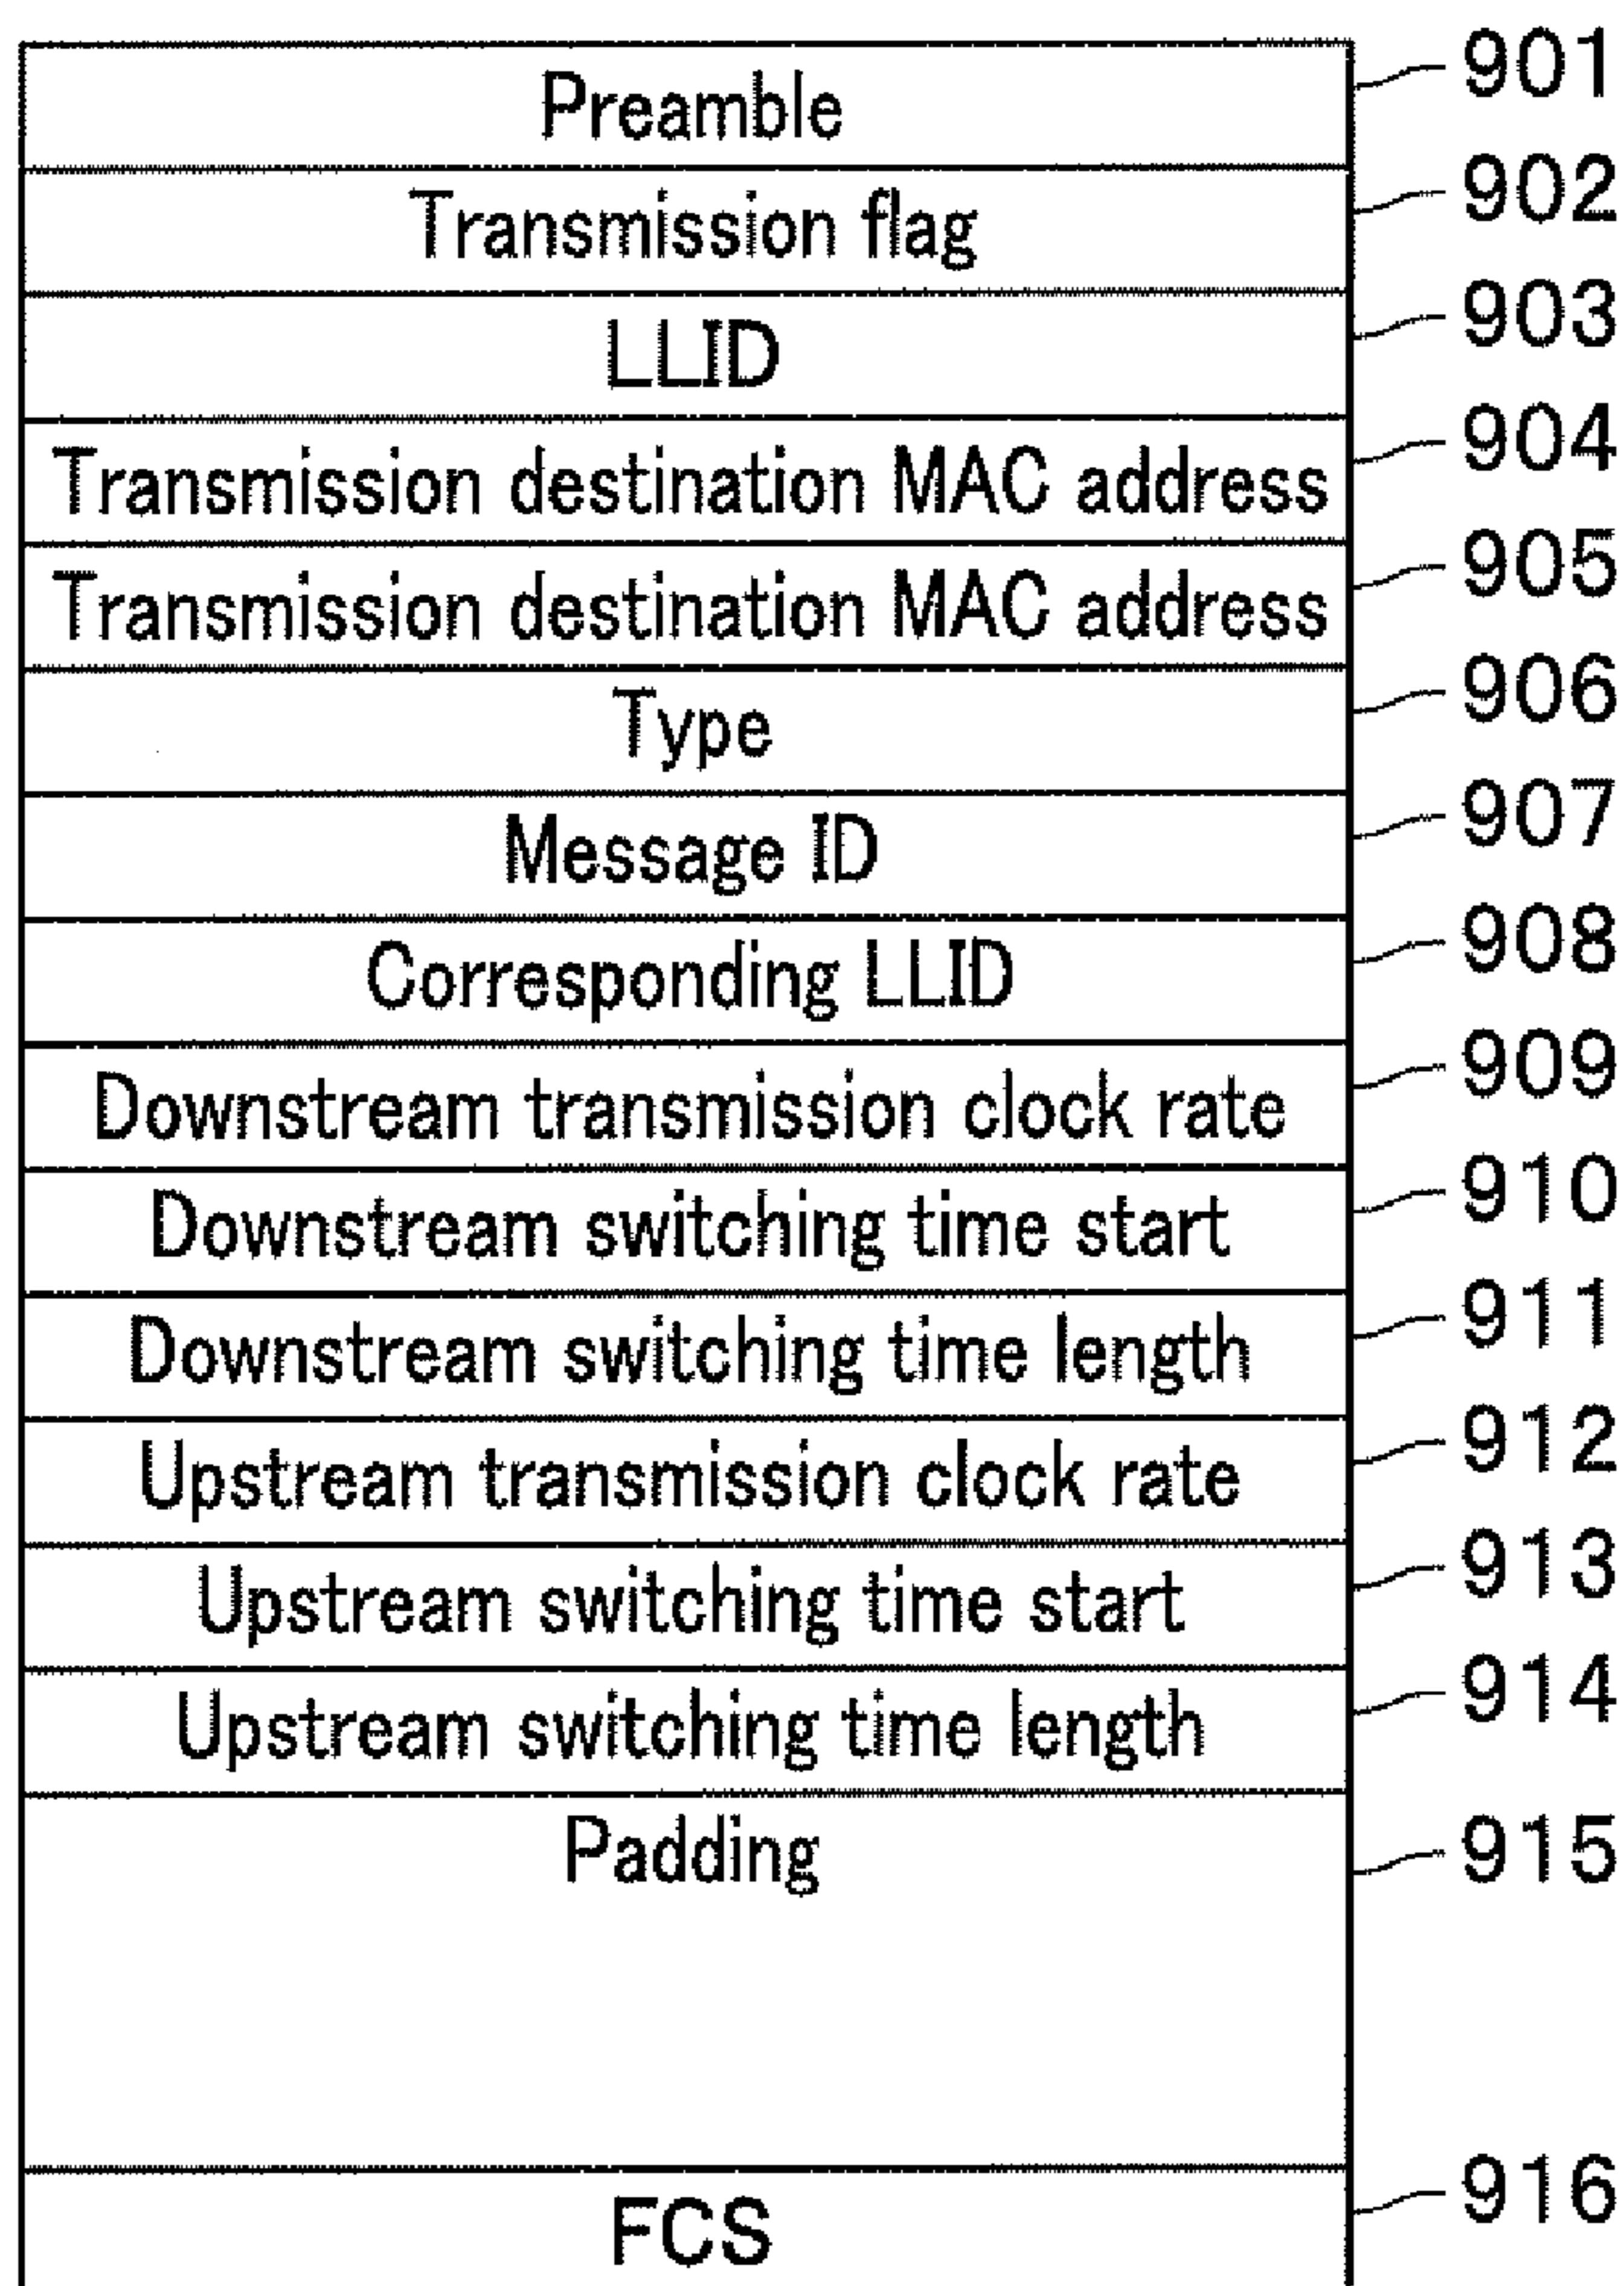 Preamble 901
Transmission flag 902
LLID 903
Transmission destination MAC address 904
Transmission destination MAC address 905
Type 906
Message ID 907
Corresponding LLID 908
Downstream transmission clock rate 909
Downstream switching time start 910
Downstream switching time length 911
Upstream transmission clock rate 912
Upstream switching time start 913
Upstream switching time length 914
Padding 915
FCS 916